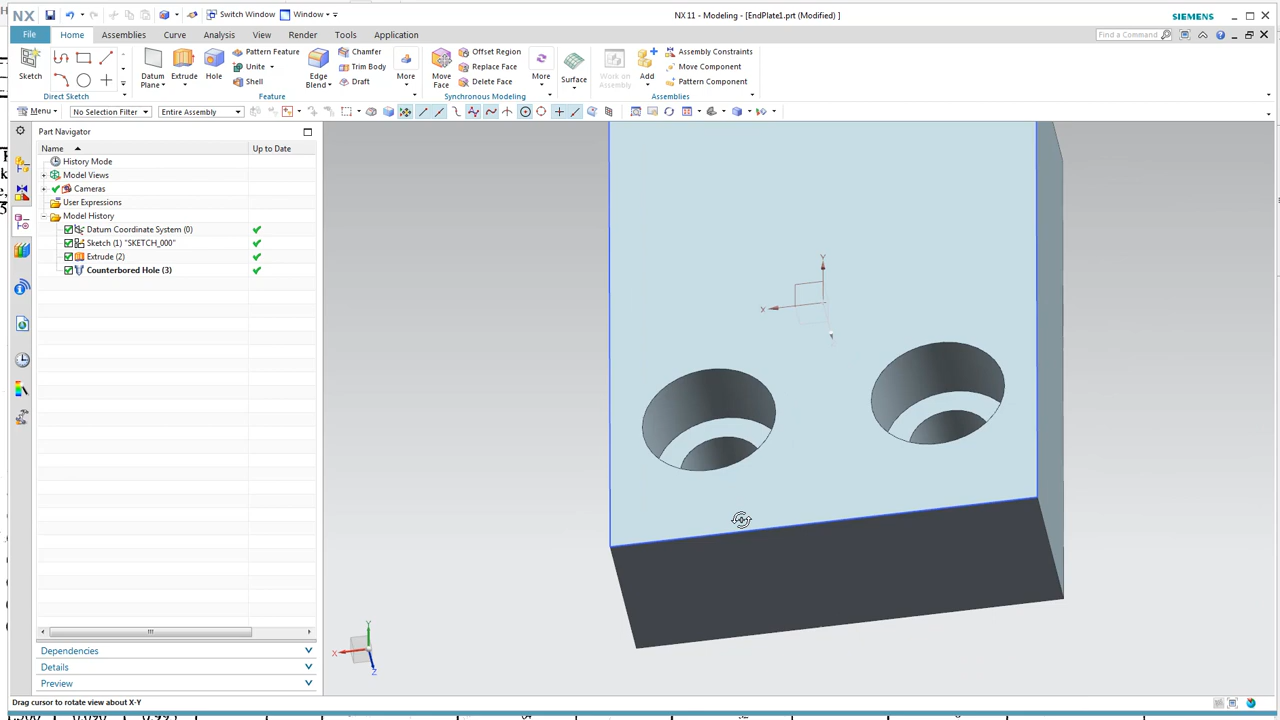 NX
Switch Window
Window
NX 11 - Modeling - [EndPlate1.prt (Modified) ]
SIEMENS
File
Home
Assemblies
Curve
Analysis
View
Render
Tools
Application
Find a Command
Sketch
Direct Sketch
Datum
Plane
Extrude
Hole
Pattern Feature
Unite
Shell
Edge
Blend
Chamfer
Trim Body
Draft
More
Feature
Move
Face
Offset Region
Replace Face
Delete Face
More
Synchronous Modeling
Surface
Work on
Assembly
Add
Assembly Constraints
Move Component
Pattern Component
Assemblies
Menu
No Selection Filter
Entire Assembly
Part Navigator
Name
Up to Date
History Mode
Model Views
Cameras
User Expressions
Model History
Datum Coordinate System (0)
Sketch (1) "SKETCH_000"
Extrude (2)
Counterbored Hole (3)
Y
X
Y
X
Z
Dependencies
Details
Preview
Drag cursor to rotate view about X-Y